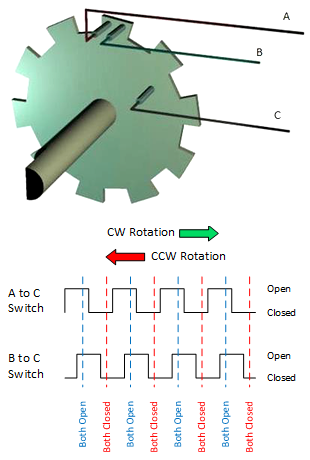 A
B
C
CW Rotation
CCW Rotation
A to C
Switch
Open
Closed
B to C
Switch
Open
Closed
Both Open
Both Closed
Both Open
Both Closed
Both Open
Both Closed
Both Open
Both Closed